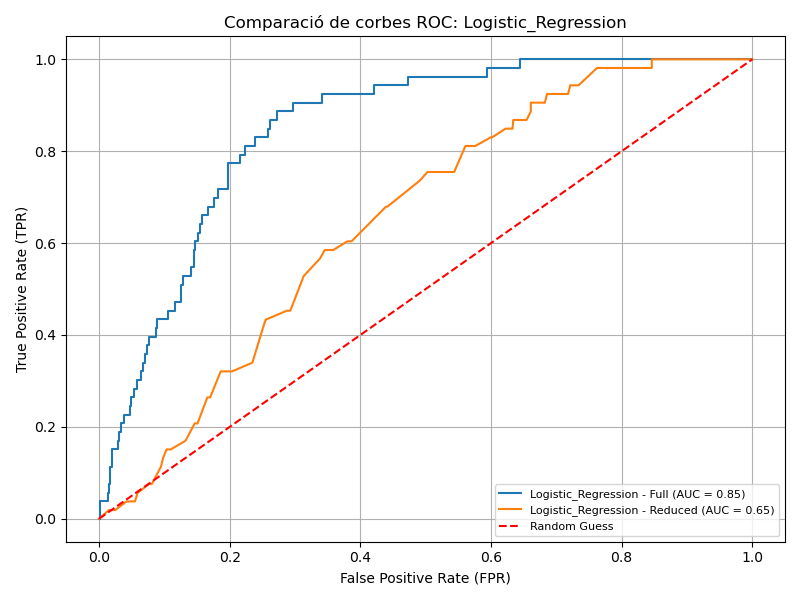 Comparació de corbes ROC: Logistic_Regression
True Positive Rate (TPR)
1.0
0.8
0.6
0.4
0.2
0.0
0.0 0.2 0.4 0.6 0.8 1.0
False Positive Rate (FPR)
Logistic_Regression - Full (AUC = 0.85)
Logistic_Regression - Reduced (AUC = 0.65)
Random Guess